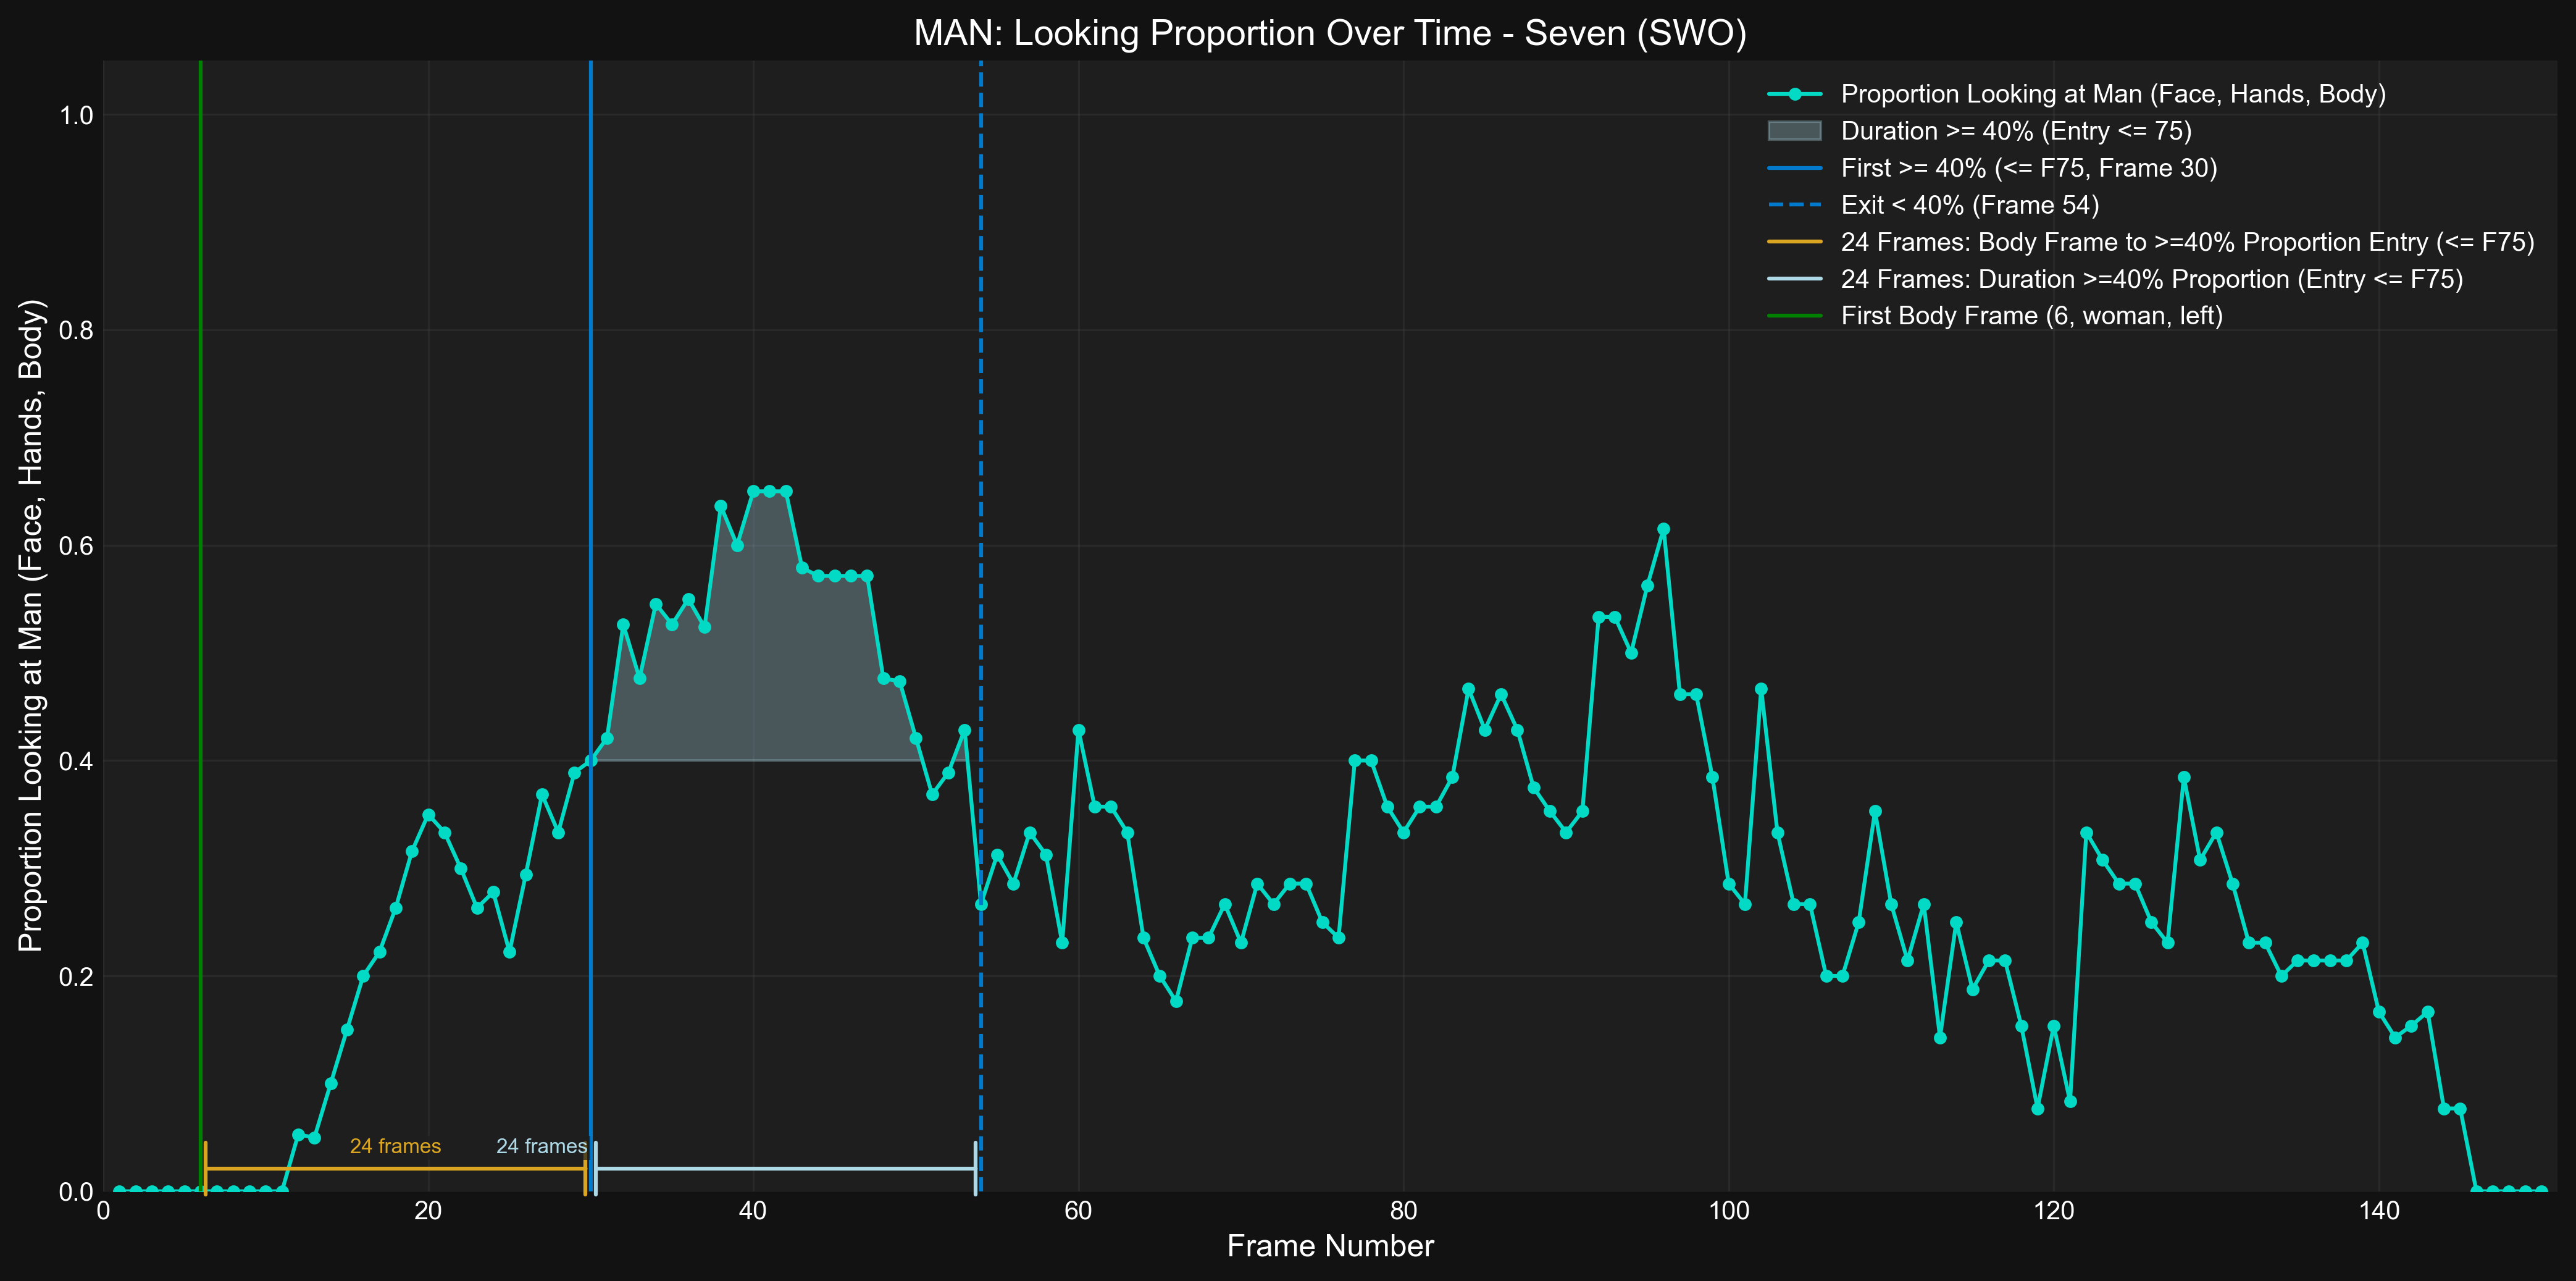 MAN: Looking Proportion Over Time - Seven (SWO)
Proportion Looking at Man (Face, Hands, Body)
Duration >= 40% (Entry <= 75)
First >= 40% (<= F75, Frame 30)
Exit < 40% (Frame 54)
24 Frames: Body Frame to >=40% Proportion Entry (<= F75)
24 Frames: Duration >=40% Proportion (Entry <= F75)
First Body Frame (6, woman, left)
Proportion Looking at Man (Face, Hands, Body)
1.0
0.8
0.6
0.4
0.2
0.0
24 frames
24 frames
0 20 40 60 80 100 120 140
Frame Number